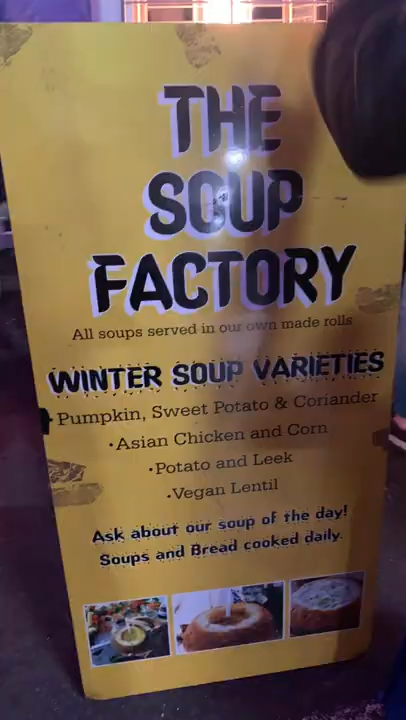 THE
SOUP
FACTORY
All soups served in our own made rolls
WINTER SOUP VARIETIES
Pumpkin, Sweet Potato & Coriander
·Asian Chicken and Corn
·Potato and Leek
·Vegan Lentil
Ask about our soup of the day!
Soups and Bread cooked daily.